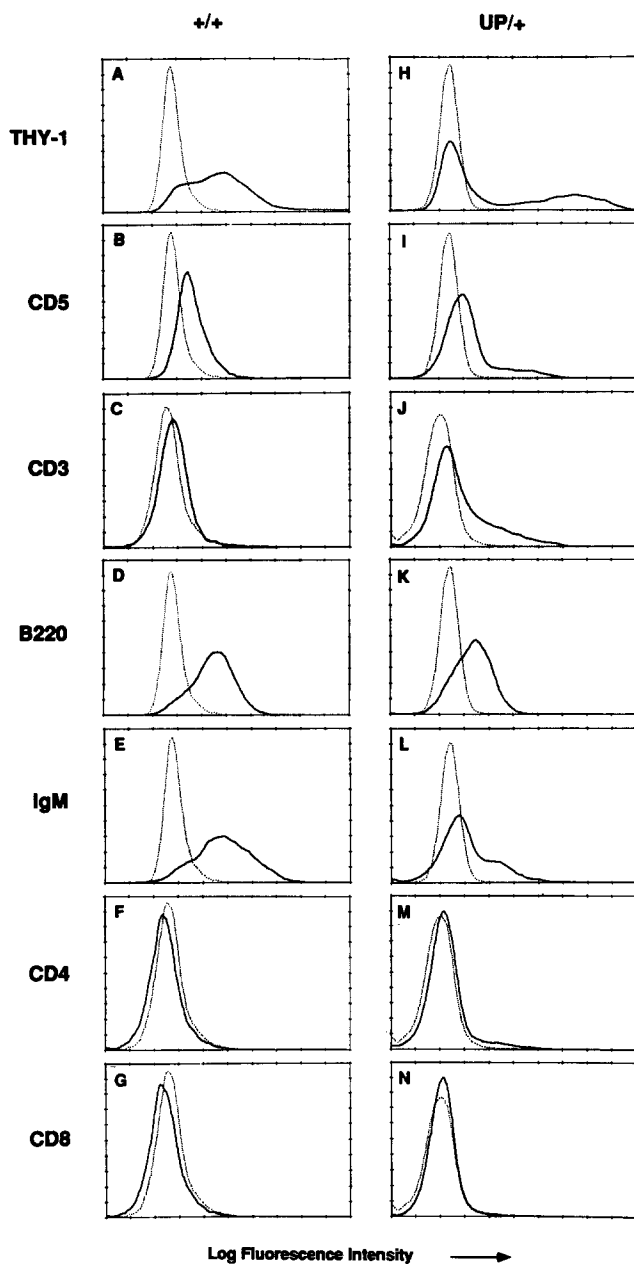 +/+ UP/+
THY-1 A H
CD5 B I
CD3 C J
B220 D K
IgM E L
CD4 F M
CD8 G N
Log Fluorescence Intensity